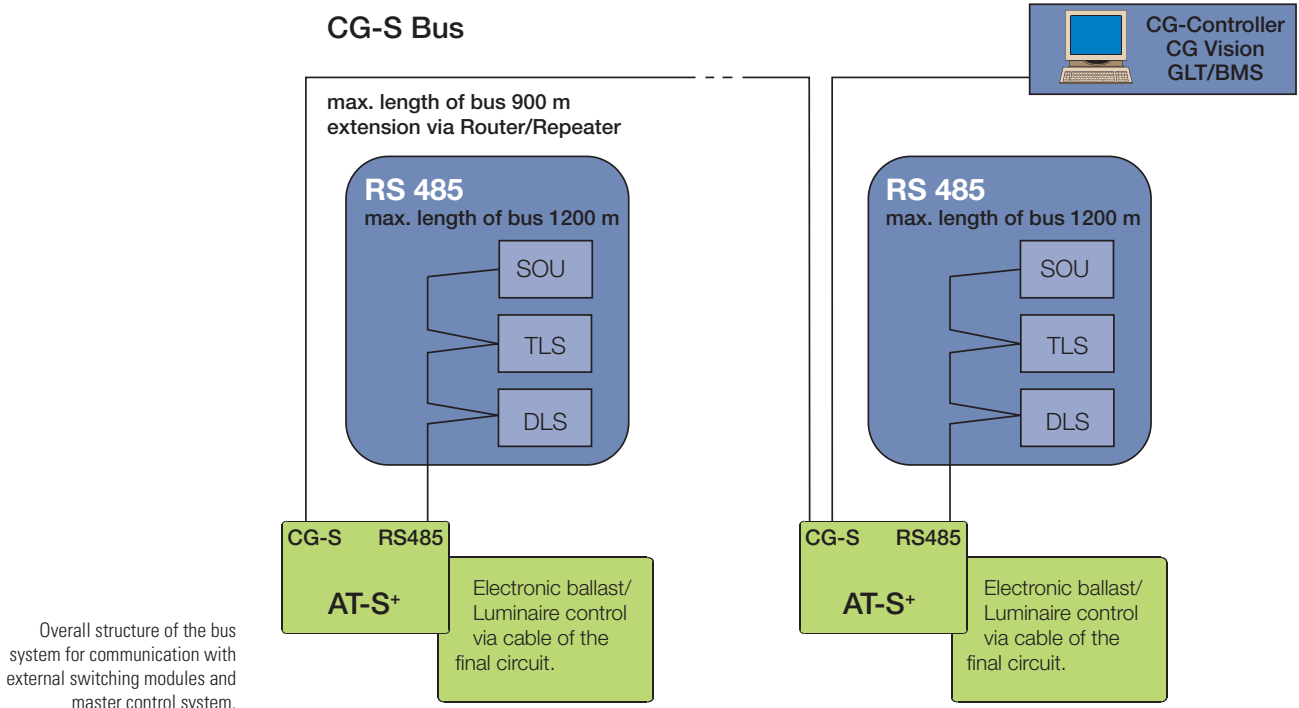 CG-S Bus
CG-Controller
CG Vision
GLT/BMS
max. length of bus 900 m
extension via Router/Repeater
RS 485
max. length of bus 1200 m
SOU
TLS
DLS
RS 485
max. length of bus 1200 m
SOU
TLS
DLS
CG-S RS485
AT-S+
Electronic ballast/
Luminaire control
via cable of the
final circuit.
CG-S RS485
AT-S+
Electronic ballast/
Luminaire control
via cable of the
final circuit.
Overall structure of the bus
system for communication with
external switching modules and
master control system.